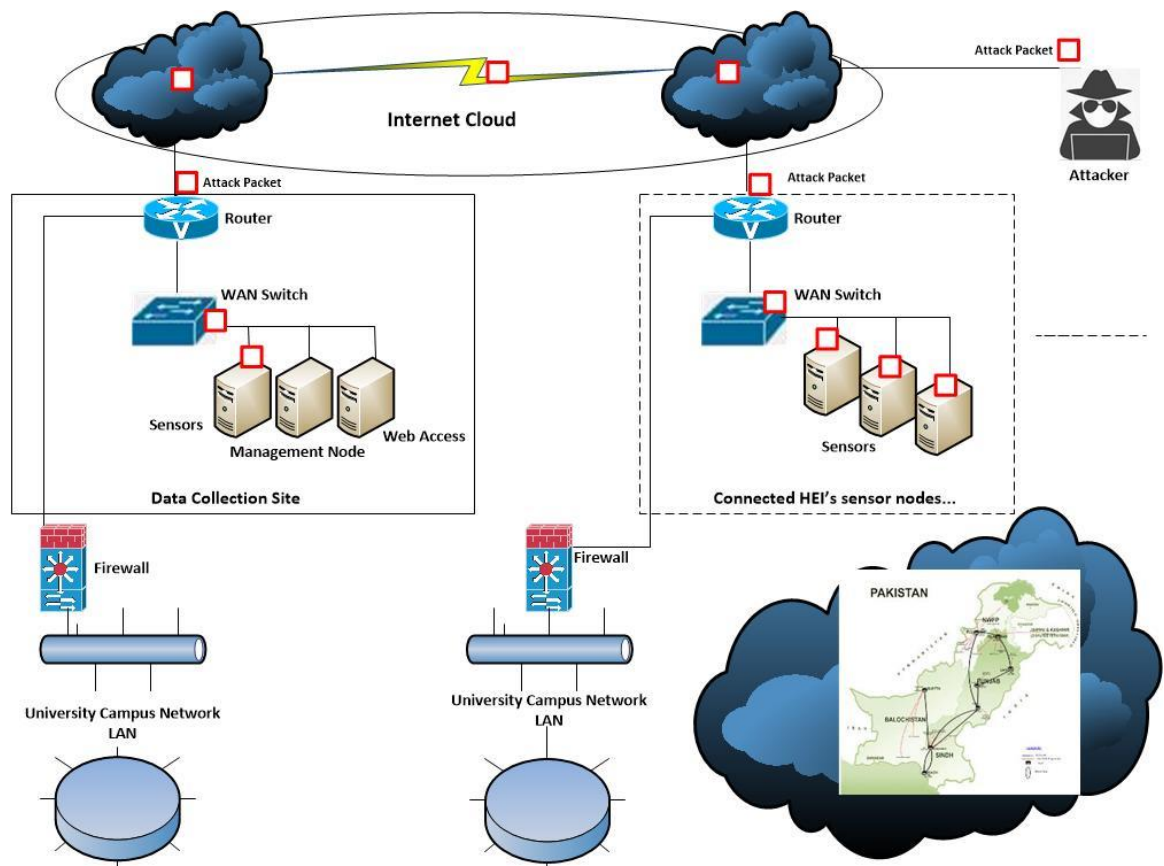 Attack Packet
Internet Cloud
Attacker
Attack Packet
Attack Packet
Router
Router
WAN Switch
WAN Switch
Sensors
Web Access
Management Node
Sensors
Data Collection Site
Connected HEI's sensor nodes...
Firewall
Firewall
PAKISTAN
NWFP
PUNJAB
BALOCHISTAN
SINDH
University Campus Network
LAN
University Campus Network
LAN